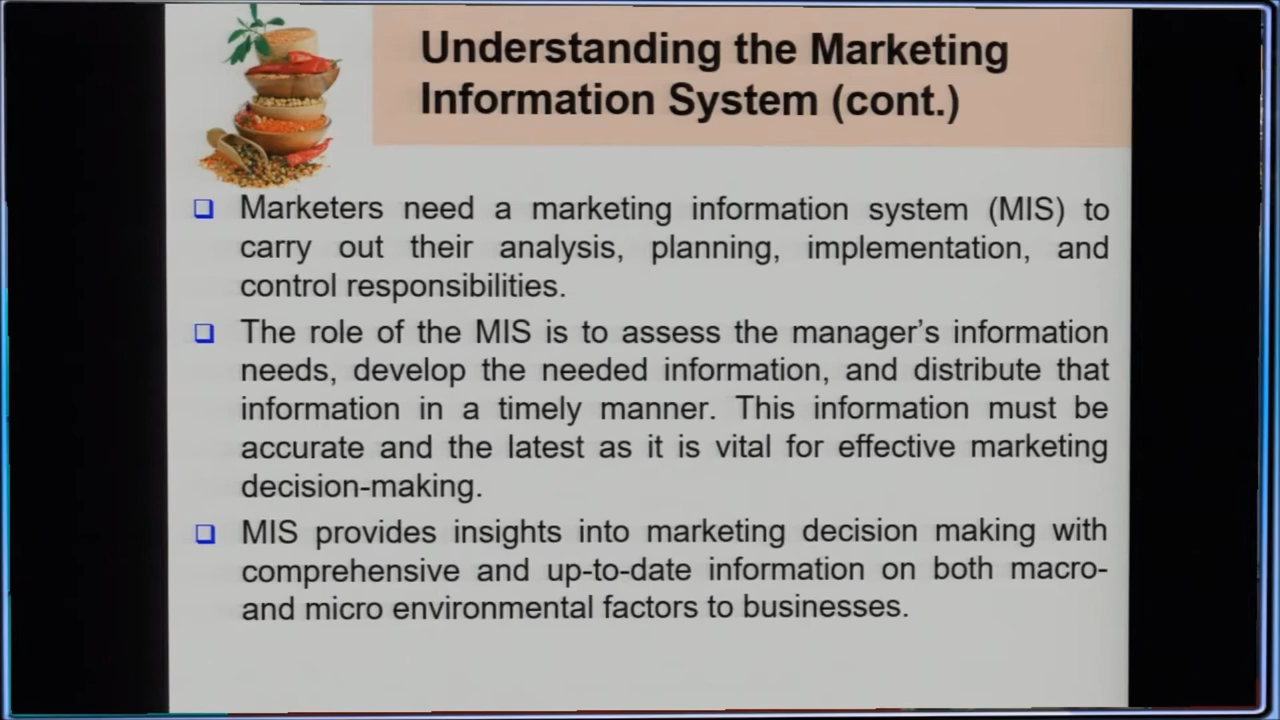 Understanding the Marketing
Information System (cont.)
Marketers need a marketing information system (MIS) to
carry out their analysis, planning, implementation, and
control responsibilities.
The role of the MIS is to assess the manager's information
needs, develop the needed information, and distribute that
information in a timely manner. This information must be
accurate and the latest as it is vital for effective marketing
decision-making.
MIS provides insights into marketing decision making with
comprehensive and up-to-date information on both macro-
and micro environmental factors to businesses.